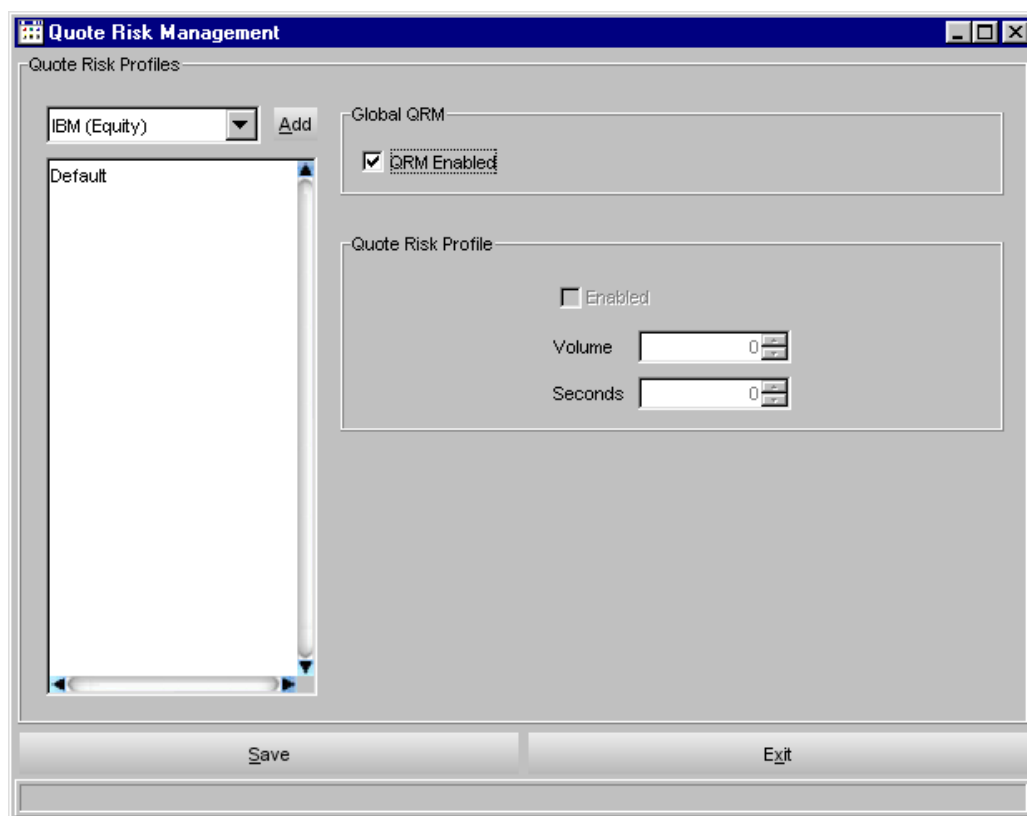 Quote Risk Management
Quote Risk Profiles
IBM (Equity)
Add
Default
Global QRM
QRM Enabled
Quote Risk Profile
Enabled
Volume 0
Seconds 0
Save
Exit